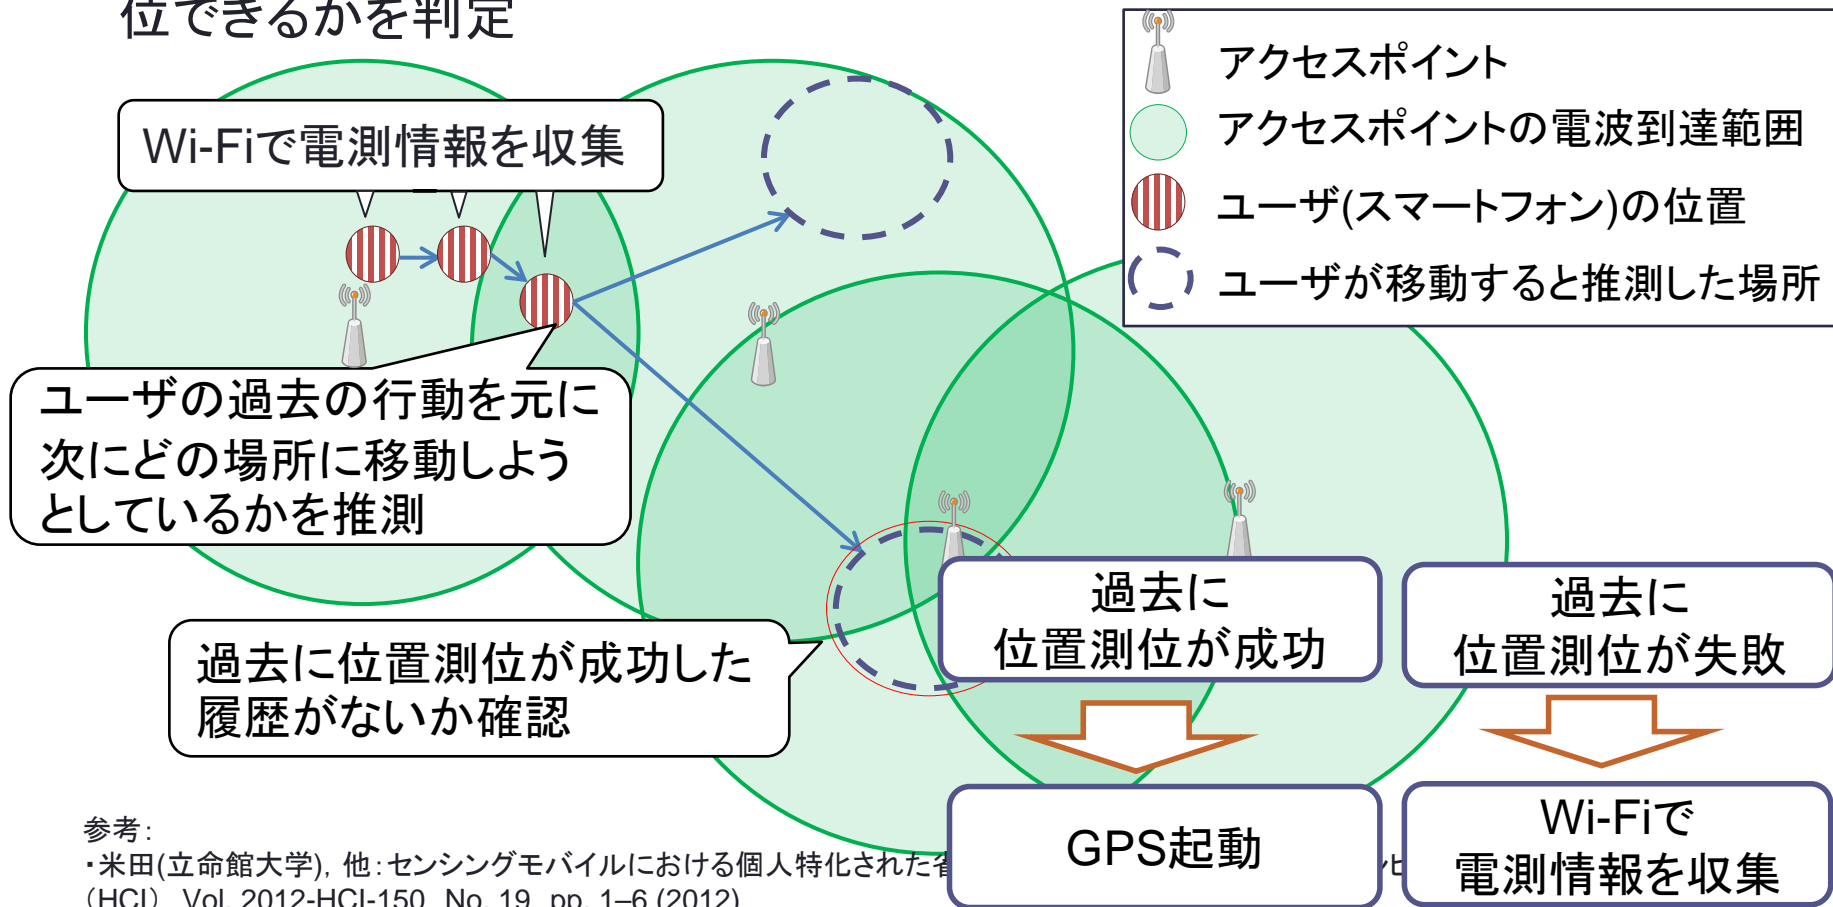 位できるかを判定
アクセスポイント
アクセスポイントの電波到達範囲
ユーザ(スマートフォン)の位置
ユーザが移動すると推測した場所
Wi-Fiで電測情報を収集
ユーザの過去の行動を元に
次にどの場所に移動しよう
としているかを推測
過去に位置測位が成功した
履歴がないか確認
過去に
位置測位が成功
GPS起動
過去に
位置測位が失敗
Wi-Fiで
電測情報を収集
参考：
・米田(立命館大学), 他：センシングモバイルにおける個人特化された省
（HCI） Vol. 2012-HCI-150 No. 19 pp. 1–6 (2012)